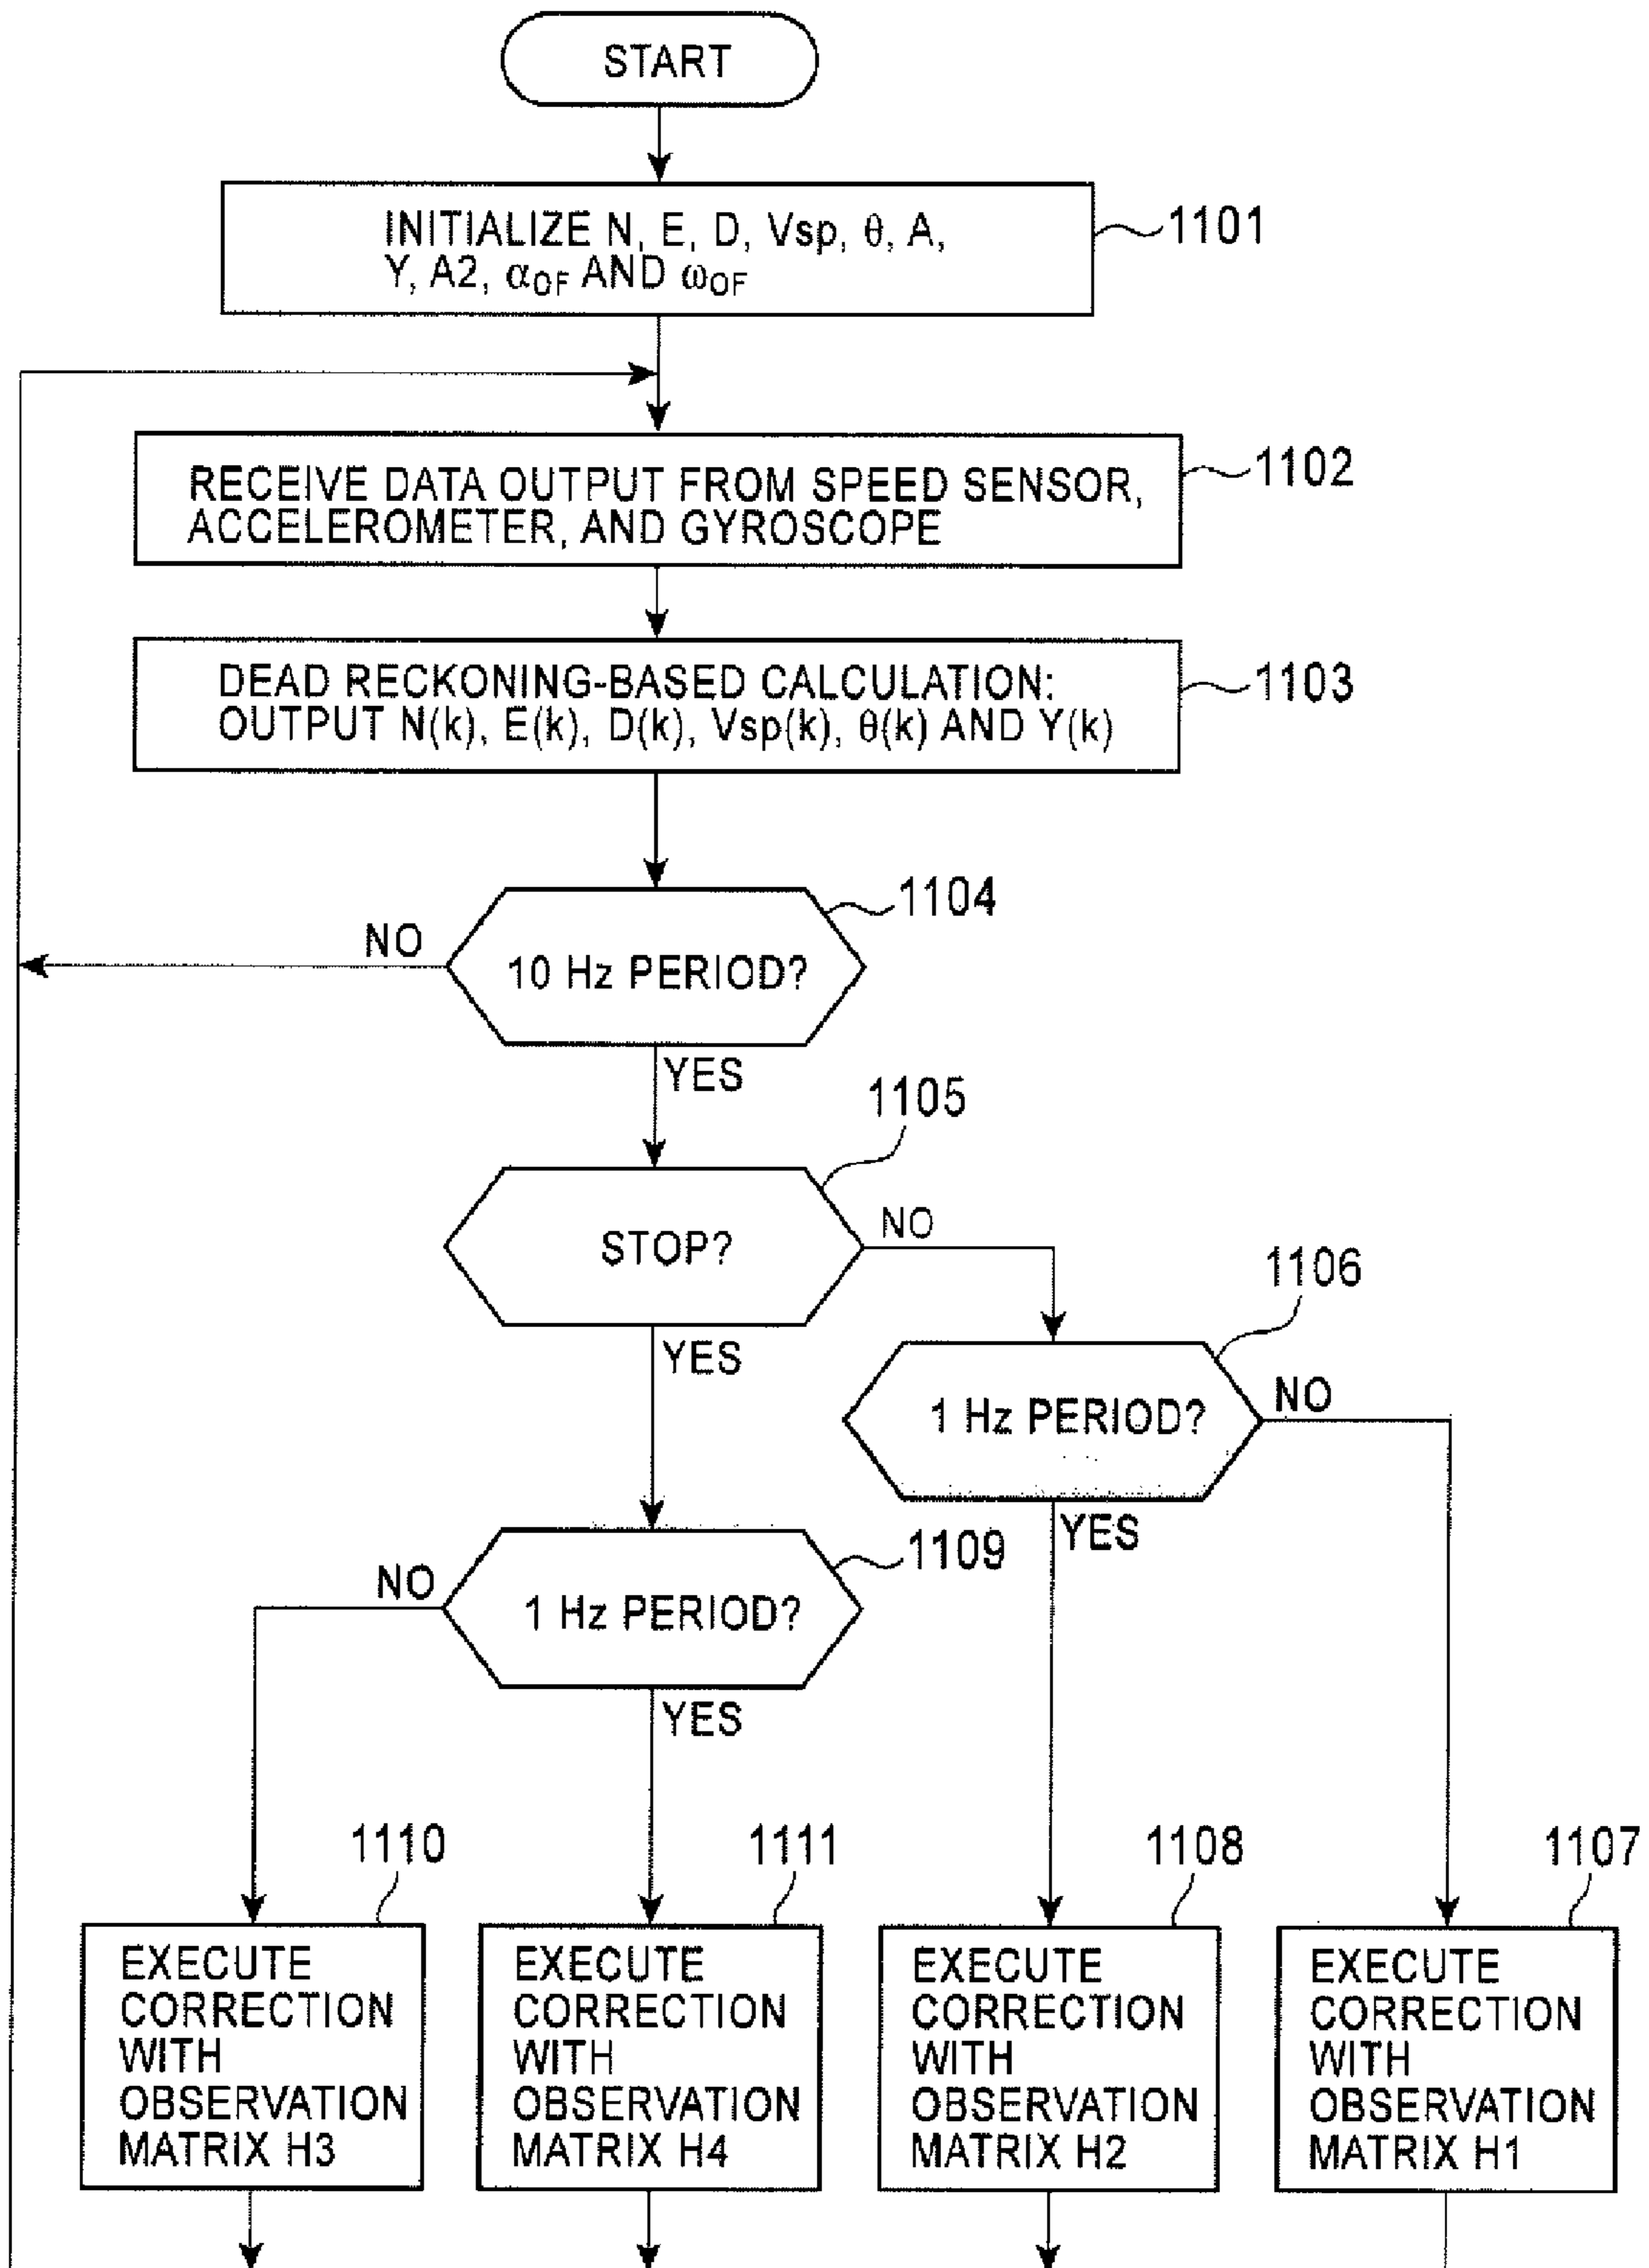 START
INITIALIZE N, E, D, Vsp, θ, A,
Y, A2, αOF AND ωOF
1101
RECEIVE DATA OUTPUT FROM SPEED SENSOR,
ACCELEROMETER, AND GYROSCOPE
1102
DEAD RECKONING-BASED CALCULATION:
OUTPUT N(k), E(k), D(k), Vsp(k), θ(k) AND Y(k)
1103
1104
NO
10 Hz PERIOD?
YES
1105
STOP?
NO
YES
1106
1 Hz PERIOD?
NO
YES
1109
NO
1 Hz PERIOD?
YES
1110
EXECUTE
CORRECTION
WITH
OBSERVATION
MATRIX H3
1111
EXECUTE
CORRECTION
WITH
OBSERVATION
MATRIX H4
1108
EXECUTE
CORRECTION
WITH
OBSERVATION
MATRIX H2
1107
EXECUTE
CORRECTION
WITH
OBSERVATION
MATRIX H1